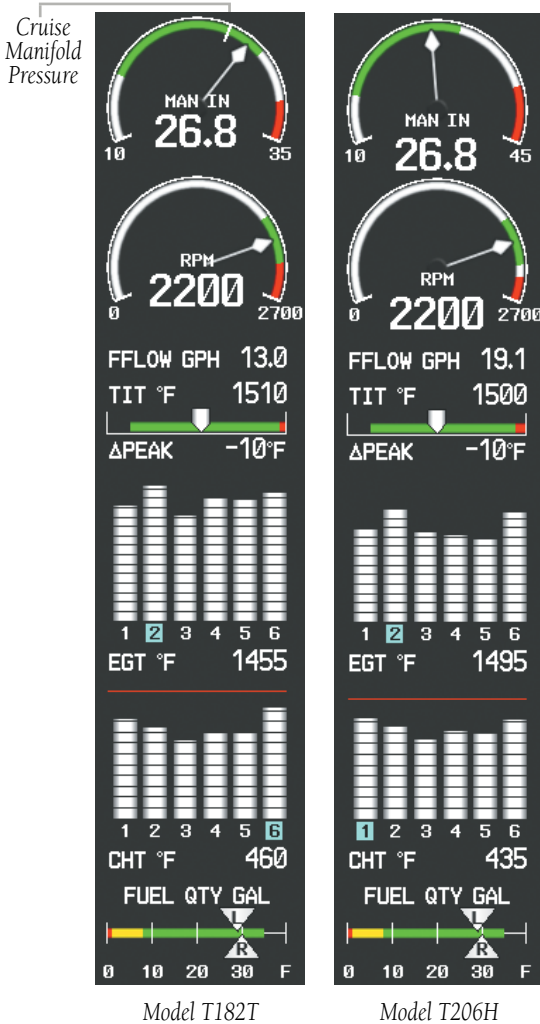 Cruise
Manifold
Pressure
MAN IN
26.8
10 35
RPM
2200
0 2700
FFLOW GPH 13.0
TIT °F 1510
ΔPEAK -10°F
1 2 3 4 5 6
EGT °F 1455
1 2 3 4 5 6
CHT °F 460
FUEL QTY GAL
L
R
0 10 20 30 F
Model T182T
MAN IN
26.8
10 45
RPM
2200
0 2700
FFLOW GPH 19.1
TIT °F 1500
ΔPEAK -10°F
1 2 3 4 5 6
EGT °F 1495
1 2 3 4 5 6
CHT °F 435
FUEL QTY GAL
L
R
0 10 20 30 F
Model T206H